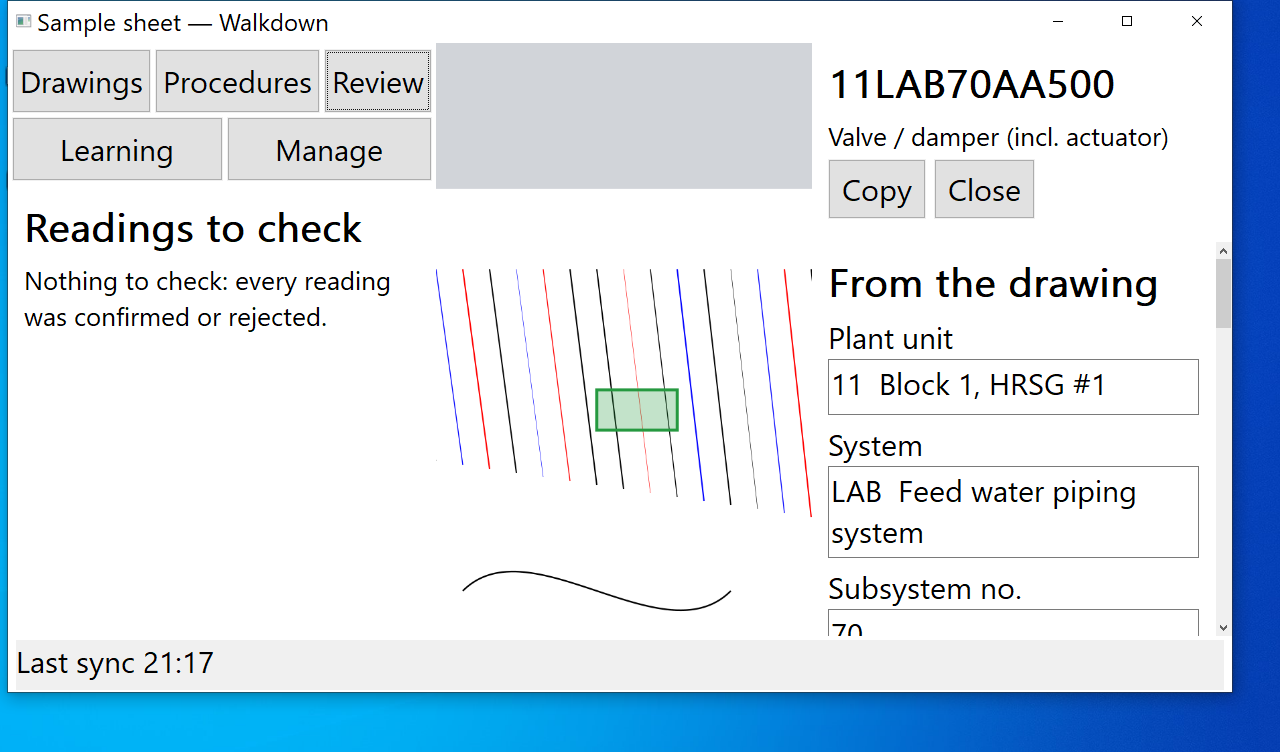 Sample sheet — Walkdown
Drawings
Procedures
Review
Learning
Manage
Readings to check
Nothing to check: every reading
was confirmed or rejected.
11LAB70AA500
Valve / damper (incl. actuator)
Copy
Close
From the drawing
Plant unit
11  Block 1, HRSG #1
System
LAB  Feed water piping
system
Subsystem no.
70
Last sync 21:17